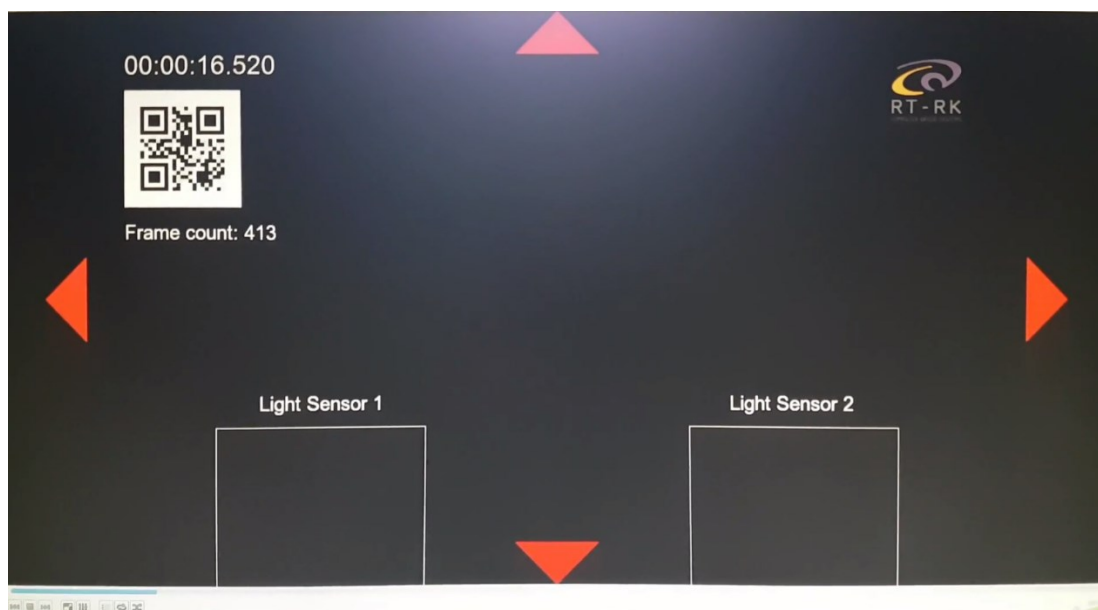 00:00:16.520
RT-RK
Frame count: 413
Light Sensor 1
Light Sensor 2